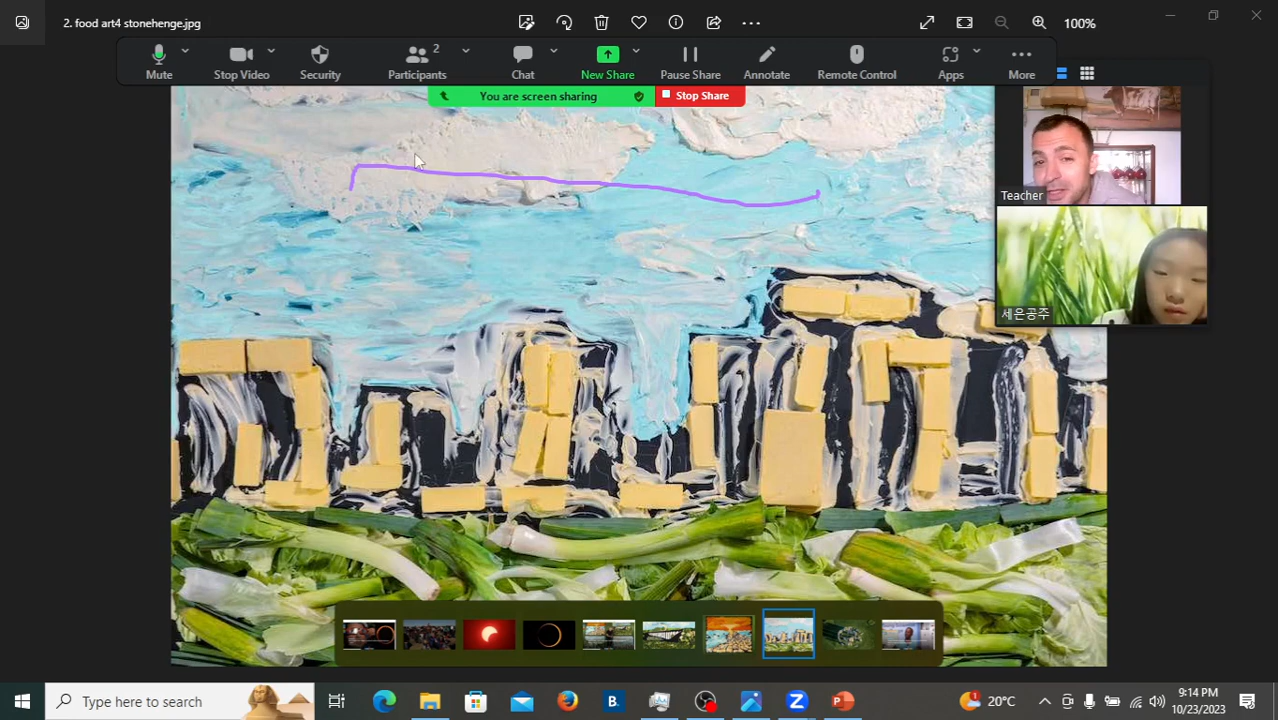 2. food art4 stonehenge.jpg
100%
Mute
Stop Video
Security
Participants
2
Chat
New Share
Pause Share
Annotate
Remote Control
Apps
More
You are screen sharing
Stop Share
Teacher
세은공주
Type here to search
B.
1
20°C
9:14 PM
10/23/2023